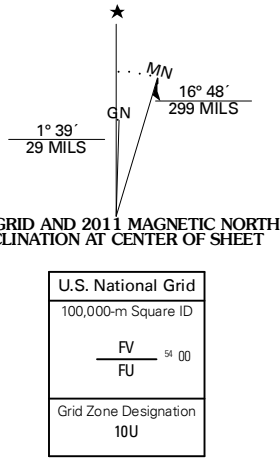 MN
GN
16° 48´
299 MILS
1° 39´
29 MILS
GRID AND 2011 MAGNETIC NORTH
CLINATION AT CENTER OF SHEET
U.S. National Grid
100,000-m Square ID
FV
54 00
FU
Grid Zone Designation
10U